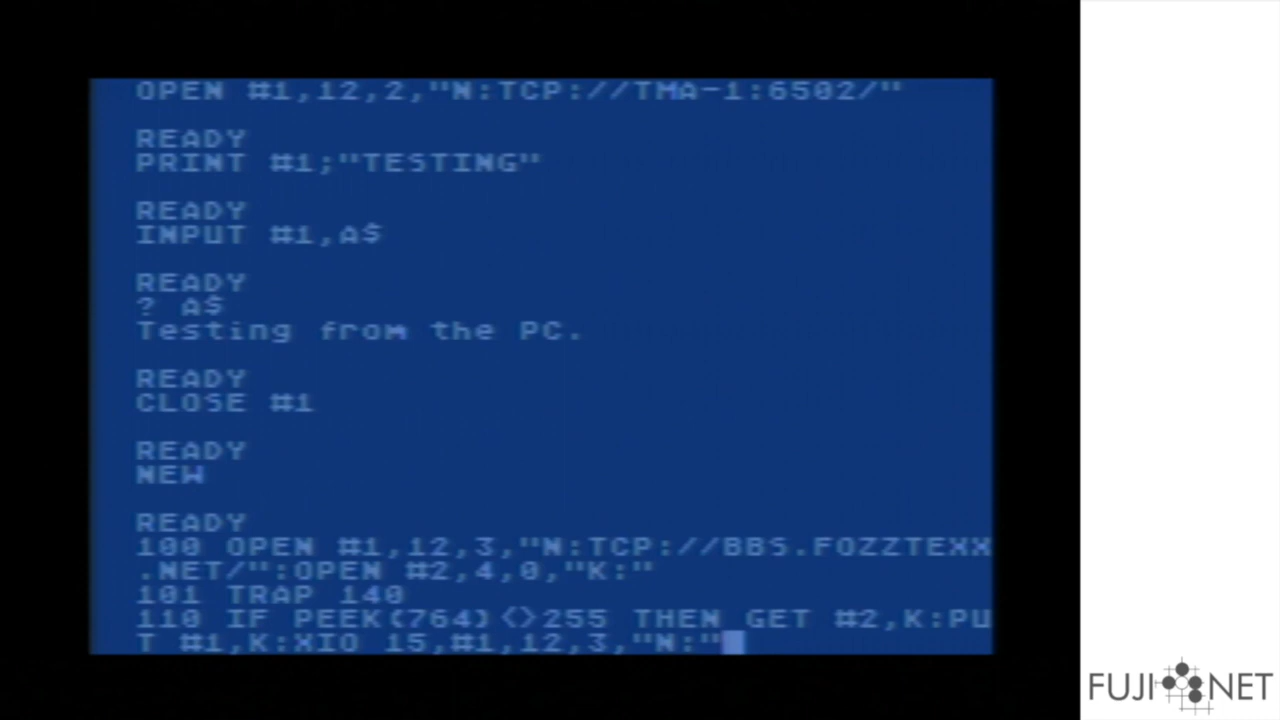 OPEN #1,12,2,"N:TCP://TMA-1:6502/"
READY
PRINT #1;"TESTING"
READY
INPUT #1,A$
READY
? A$
Testing from the PC.
READY
CLOSE #1
READY
NEW
READY
100 OPEN #1,12,3,"N:TCP://BBS.FOZZTEXX
.NET/":OPEN #2,4,0,"K:"
101 TRAP 140
110 IF PEEK(764)<>255 THEN GET #2,K:PU
T #1,K:XIO 15,#1,12,3,"N:"
FUJINET